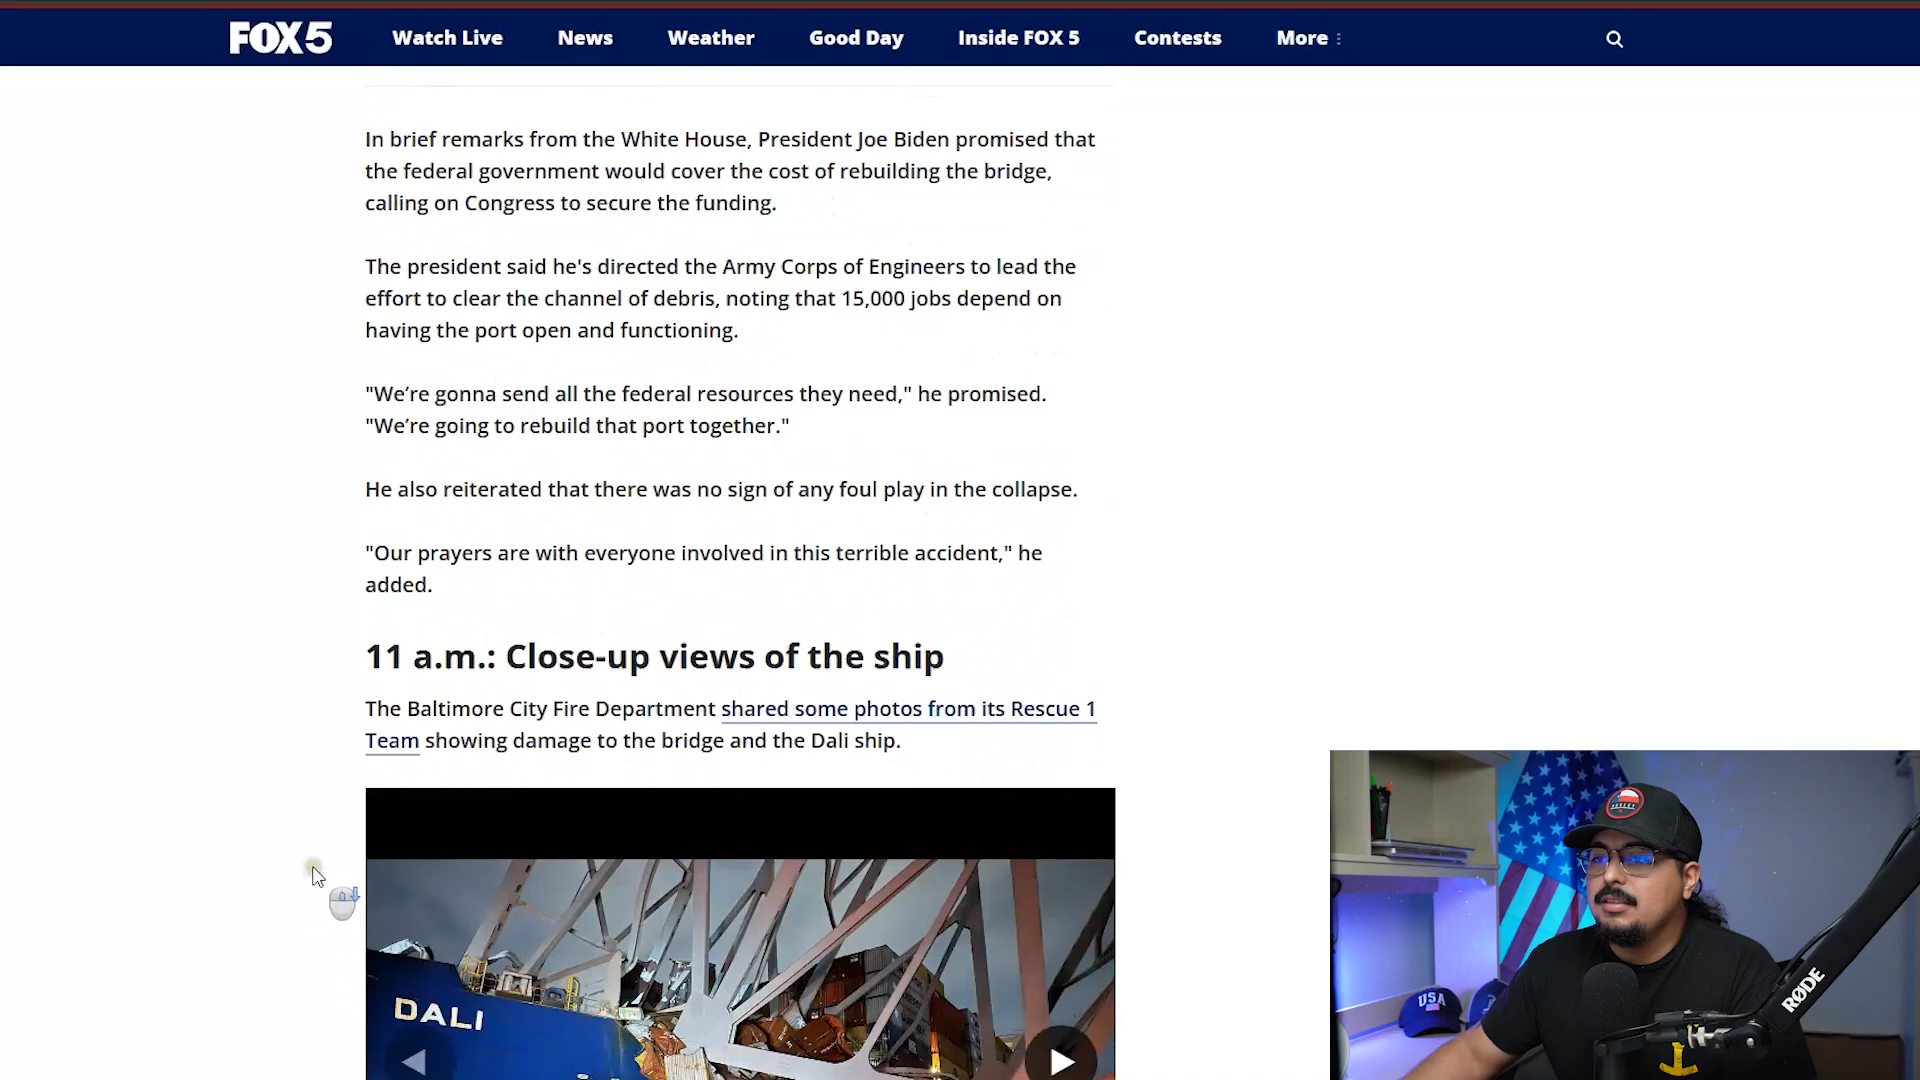 FOX 5
Watch Live
News
Weather
Good Day
Inside FOX 5
Contests
More
In brief remarks from the White House, President Joe Biden promised that
the federal government would cover the cost of rebuilding the bridge,
calling on Congress to secure the funding.
The president said he's directed the Army Corps of Engineers to lead the
effort to clear the channel of debris, noting that 15,000 jobs depend on
having the port open and functioning.
"We’re gonna send all the federal resources they need," he promised.
"We’re going to rebuild that port together."
He also reiterated that there was no sign of any foul play in the collapse.
"Our prayers are with everyone involved in this terrible accident," he
added.
11 a.m.: Close-up views of the ship
The Baltimore City Fire Department shared some photos from its Rescue 1
Team showing damage to the bridge and the Dali ship.
DALI
USA
RØDE